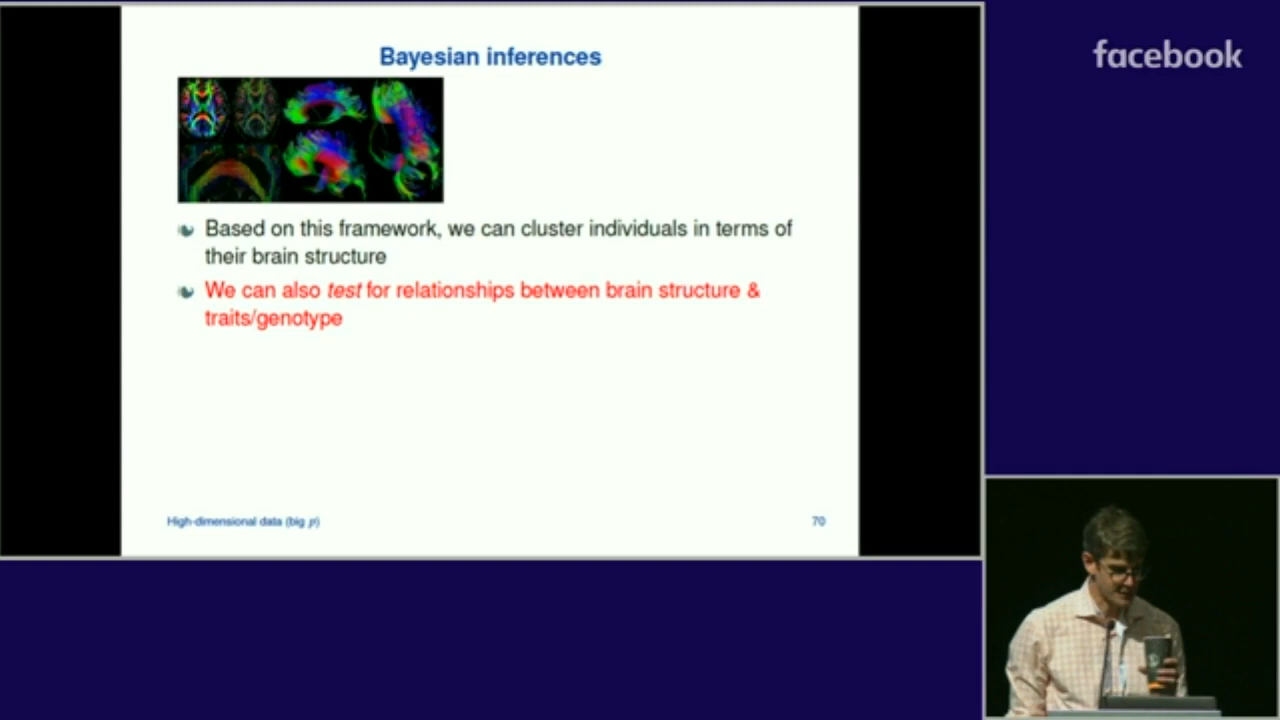 Bayesian inferences
Based on this framework, we can cluster individuals in terms of
their brain structure
We can also test for relationships between brain structure &
traits/genotype
High-dimensional data (big p)
70
facebook